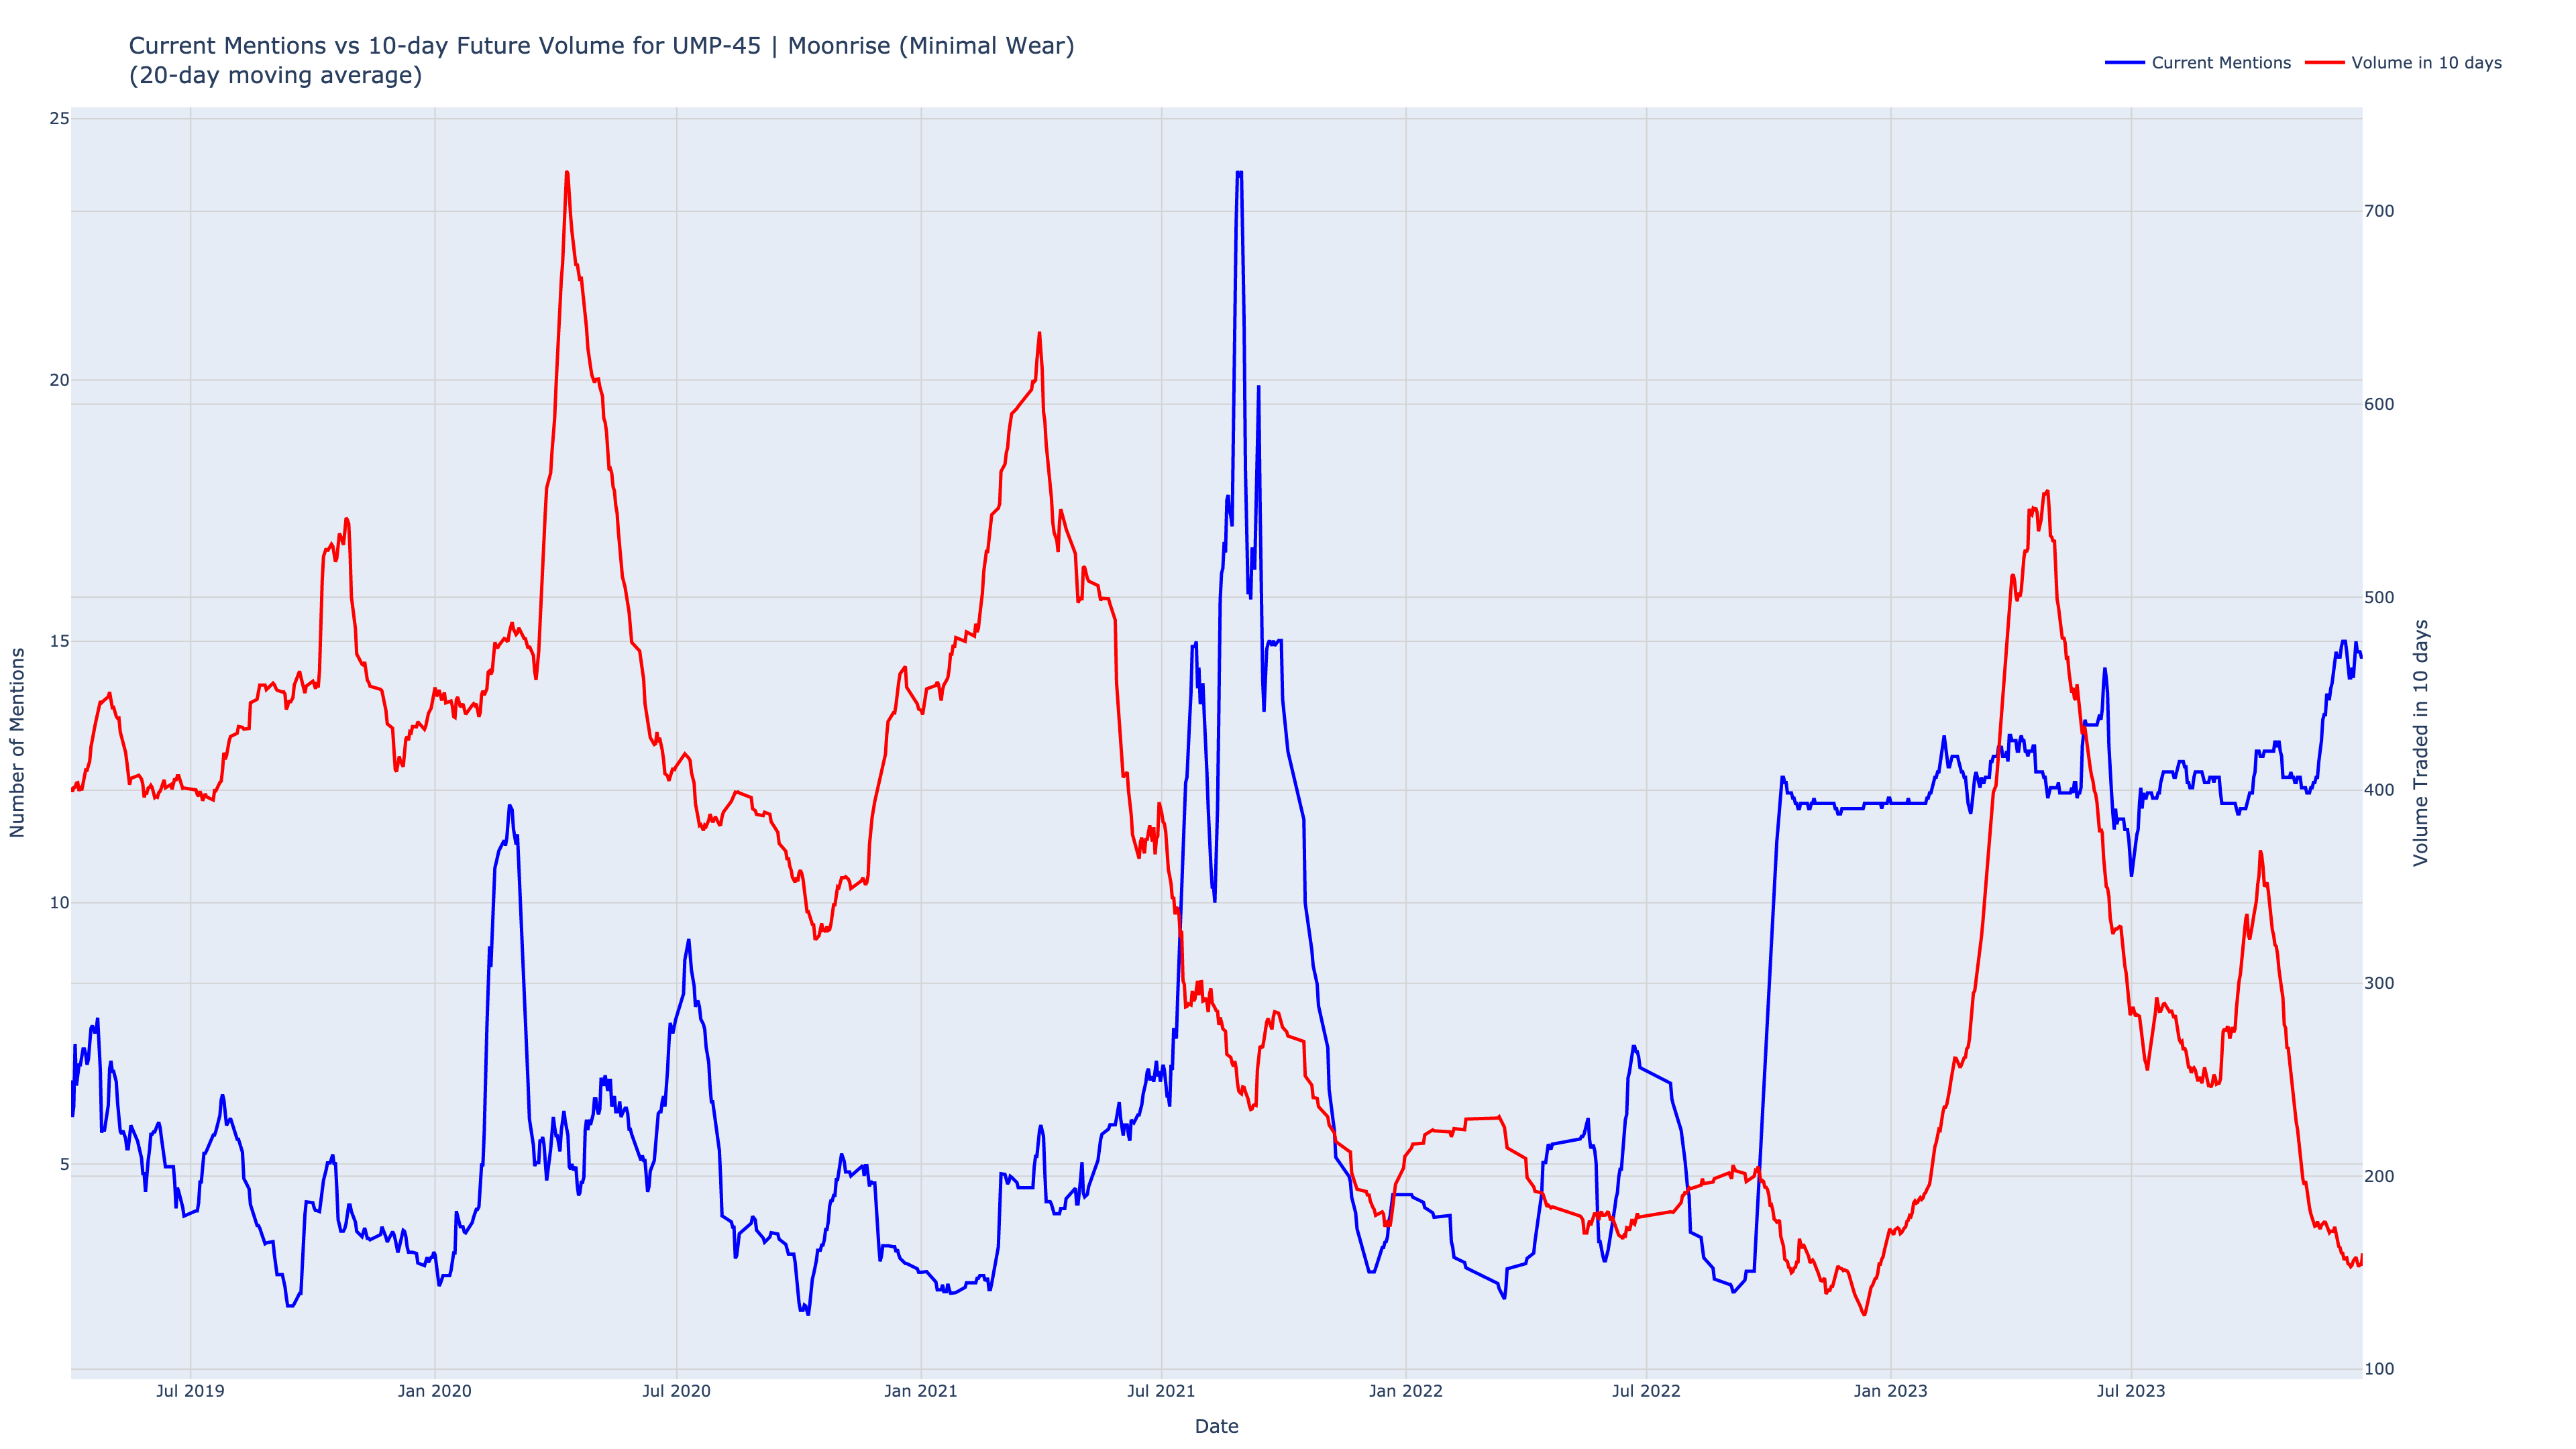 Current Mentions vs 10-day Future Volume for UMP-45 | Moonrise (Minimal Wear)
(20-day moving average)
Current Mentions
Volume in 10 days
25
20
15
10
5
Number of Mentions
700
600
500
400
300
200
100
Volume Traded in 10 days
Jul 2019
Jan 2020
Jul 2020
Jan 2021
Jul 2021
Jan 2022
Jul 2022
Jan 2023
Jul 2023
Date